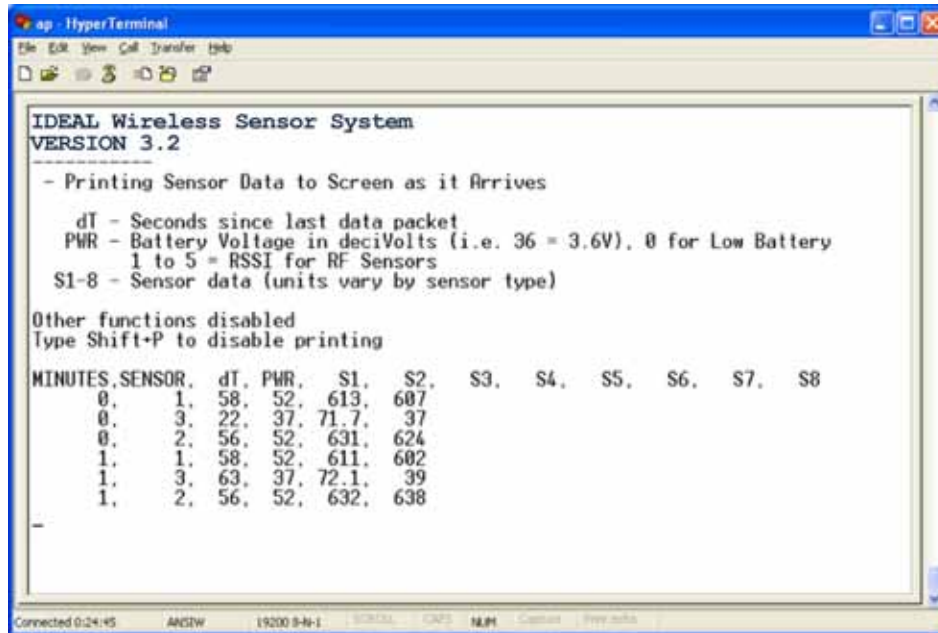 ap - HyperTerminal
File Edit View Call Transfer Help
IDEAL Wireless Sensor System
VERSION 3.2
-----------
- Printing Sensor Data to Screen as it Arrives
dT - Seconds since last data packet
PWR - Battery Voltage in deciVolts (i.e. 36 = 3.6V), 0 for Low Battery
1 to 5 = RSSI for RF Sensors
S1-8 - Sensor data (units vary by sensor type)
Other functions disabled
Type Shift+P to disable printing
MINUTES,SENSOR, dT, PWR, S1, S2, S3, S4, S5, S6, S7, S8
0, 1, 58, 52, 613, 607
0, 3, 22, 37, 71.7, 37
0, 2, 56, 52, 631, 624
1, 1, 58, 52, 611, 602
1, 3, 63, 37, 72.1, 39
1, 2, 56, 52, 632, 638
Connected 0:24:45 ANSIW 19200 8-N-1 SCROLL CAPS NUM Capture Print echo